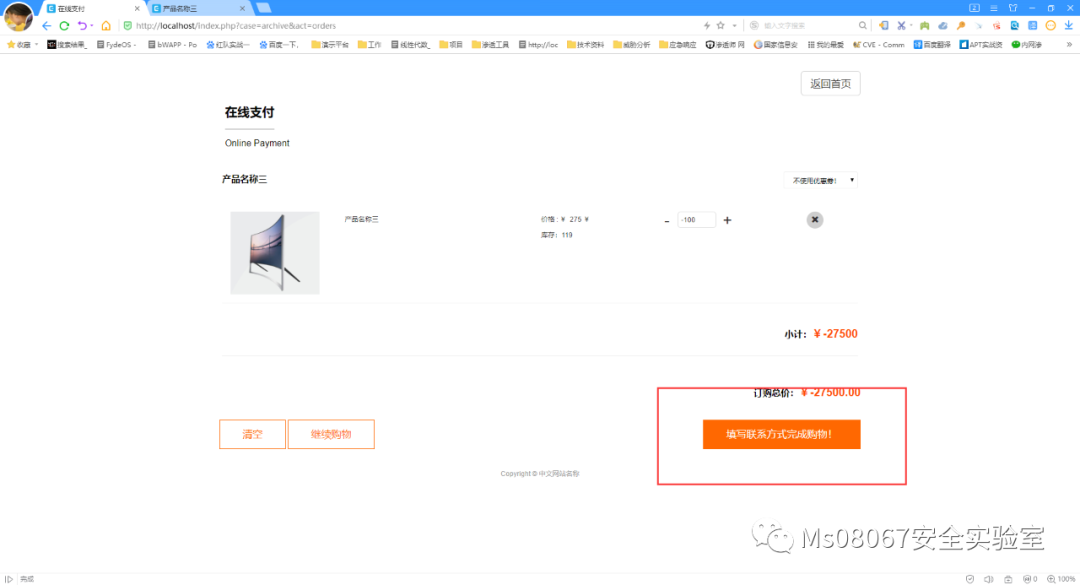 在线支付
产品名称三
http://localhost/index.php?case=archive&act=orders
输入文字搜索
收藏
搜索结果_
FydeOS -
bWAPP - Po
红队实战一
百度一下,
演示平台
工作
线性代数_
项目
渗透工具
http://loc
技术资料
威胁分析
应急响应
渗透师 网
国家信息安
我的最爱
CVE - Comm
百度翻译
APT实战资
内网渗
返回首页
在线支付
Online Payment
产品名称三
不使用优惠劵!
产品名称三
价格：￥ 275 ￥
- -100 +
库存：119
小计：￥-27500
订购总价：￥-27500.00
清空
继续购物
填写联系方式完成购物!
Copyright © 中文网站名称
Ms08067安全实验室
完成
0
100%